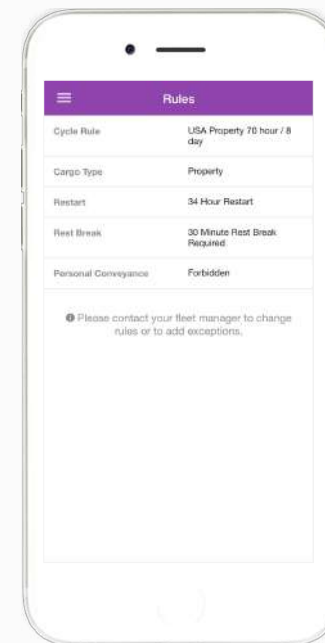 Rules
Cycle Rule
USA Property 70 hour / 8
day
Cargo Type
Property
Restart
34 Hour Restart
Rest Break
30 Minute Rest Break
Required
Personal Conveyance
Forbidden
Please contact your fleet manager to change
rules or to add exceptions.